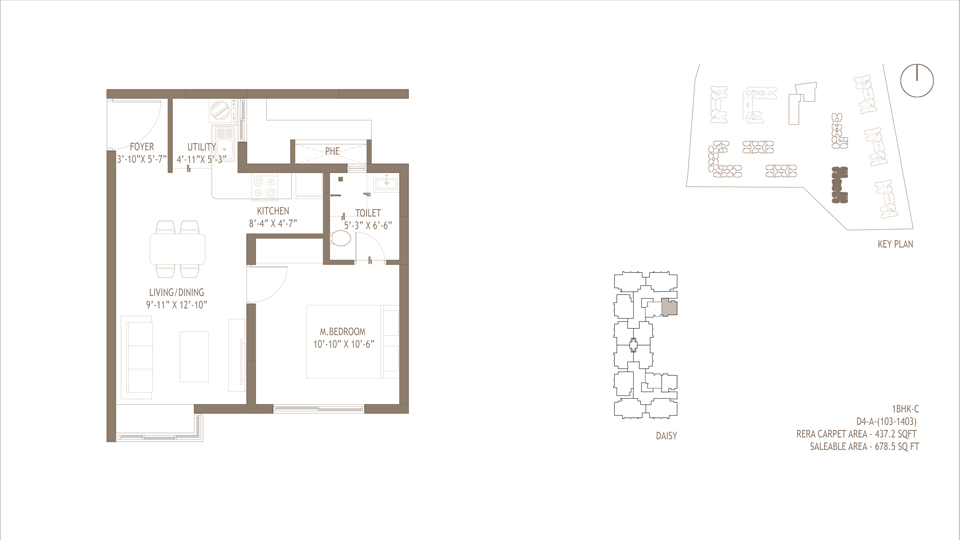 FOYER
3'-10"X 5'-7"
UTILITY
4'-11"X 5'-3"
PHE
KITCHEN
8'-4" X 4'-7"
TOILET
5'-3" X 6'-6"
LIVING/DINING
9'-11" X 12'-10"
M.BEDROOM
10'-10" X 10'-6"
KEY PLAN
DAISY
1BHK-C
D4-A-(103-1403)
RERA CARPET AREA - 437.2 SQFT
SALEABLE AREA - 678.5 SQ FT